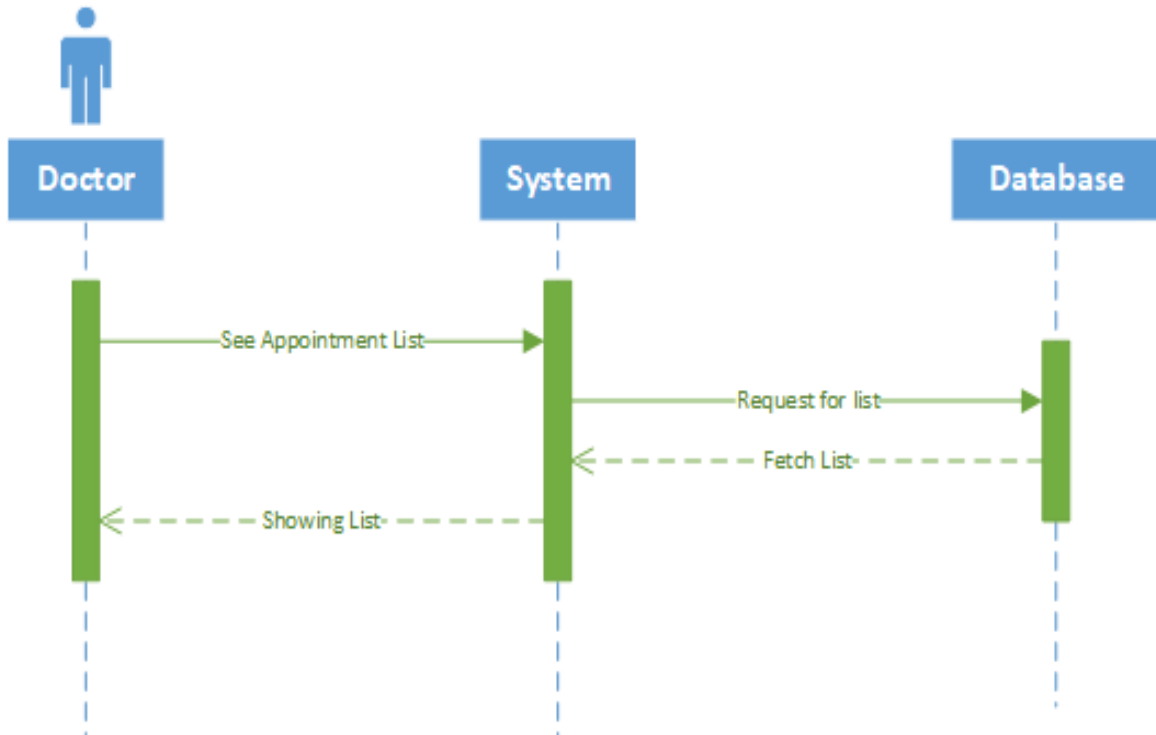 Doctor
System
Database
See Appointment List
Request for list
Fetch List
Showing List